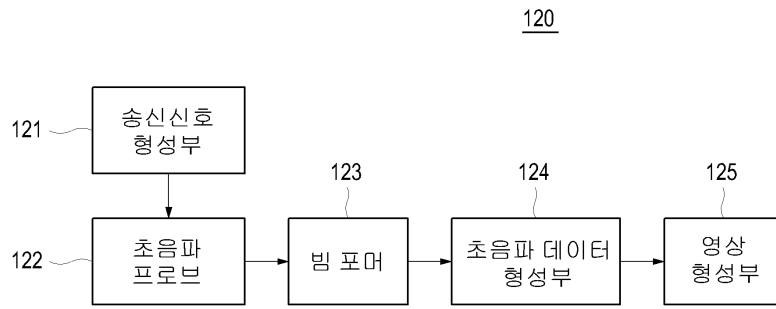 120
121
송신신호
형성부
122
초음파
프로브
123
빔 포머
124
초음파 데이터
형성부
125
영상
형성부